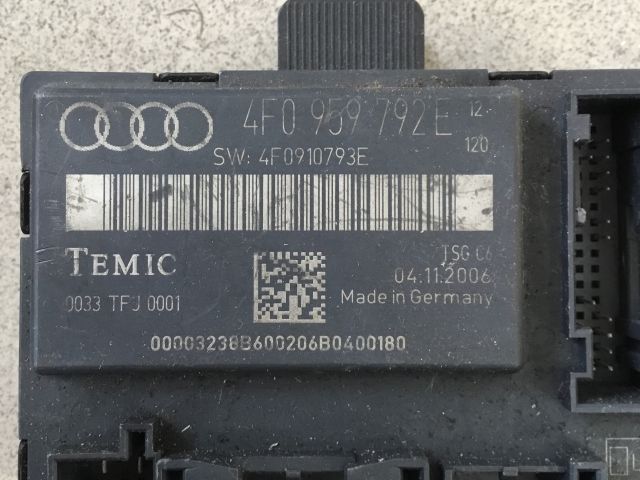 4F0 959 792E 12
120
SW: 4F0910793E
TEMIC
TSG C6
04.11.2006
0033 TFJ 0001
Made in Germany
00003238B600206B0400180